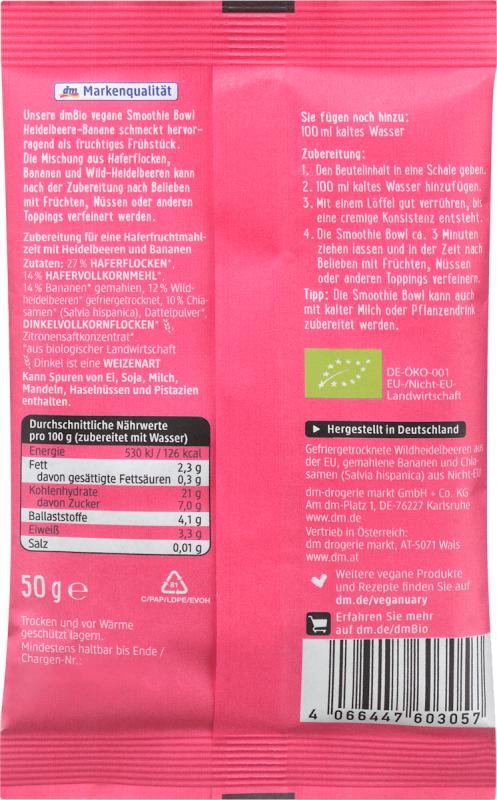 dm Markenqualität
Unsere dmBio vegane Smoothie Bowl
Heidelbeere-Banane schmeckt hervor-
ragend als fruchtiges Frühstück.
Die Mischung aus Haferflocken,
Bananen und Wild-Heidelbeeren kann
nach der Zubereitung nach Belieben
mit Früchten, Nüssen oder anderen
Toppings verfeinert werden.
Zubereitung für eine Haferfruchtmahl-
zeit mit Heidelbeeren und Bananen
Zutaten: 27 % HAFERFLOCKEN*,
14 % HAFERVOLLKORNMEHL*,
14 % Bananen* gemahlen, 12 % Wild-
heidelbeeren* gefriergetrocknet, 10 % Chia-
samen* (Salvia hispanica), Dattelpulver*,
DINKELVOLLKORNFLOCKEN*
Zitronensaftkonzentrat*
*aus biologischer Landwirtschaft
Dinkel ist eine WEIZENART
Kann Spuren von Ei, Soja, Milch,
Mandeln, Haselnüssen und Pistazien
enthalten.
Durchschnittliche Nährwerte
pro 100 g (zubereitet mit Wasser)
Energie 530 kJ / 126 kcal
Fett 2,3 g
davon gesättigte Fettsäuren 0,3 g
Kohlenhydrate 21 g
davon Zucker 7,0 g
Ballaststoffe 4,1 g
Eiweiß 3,3 g
Salz 0,01 g
50 g ℮
81
C/PAP/LDPE/EVOH
Trocken und vor Wärme
geschützt lagern.
Mindestens haltbar bis Ende /
Chargen-Nr.:
Sie fügen noch hinzu:
100 ml kaltes Wasser
Zubereitung:
1. Den Beutelinhalt in eine Schale geben.
2. 100 ml kaltes Wasser hinzufügen.
3. Mit einem Löffel gut verrühren, bis
eine cremige Konsistenz entsteht.
4. Die Smoothie Bowl ca. 3 Minuten
ziehen lassen und in der Zeit nach
Belieben mit Früchten, Nüssen
oder anderen Toppings verfeinern.
Tipp: Die Smoothie Bowl kann auch
mit kalter Milch oder Pflanzendrink
zubereitet werden.
DE-ÖKO-001
EU-/Nicht-EU-
Landwirtschaft
Hergestellt in Deutschland
Gefriergetrocknete Wildheidelbeeren aus
der EU, gemahlene Bananen und Chia-
samen (Salvia hispanica) aus Nicht-EU
dm-drogerie markt GmbH + Co. KG
Am dm-Platz 1, DE-76227 Karlsruhe
www.dm.de
Vertrieb in Österreich:
dm drogerie markt, AT-5071 Wals
www.dm.at
Weitere vegane Produkte
und Rezepte finden Sie auf
dm.de/veganuary
Erfahren Sie mehr
auf dm.de/dmBio
4 066447 603057